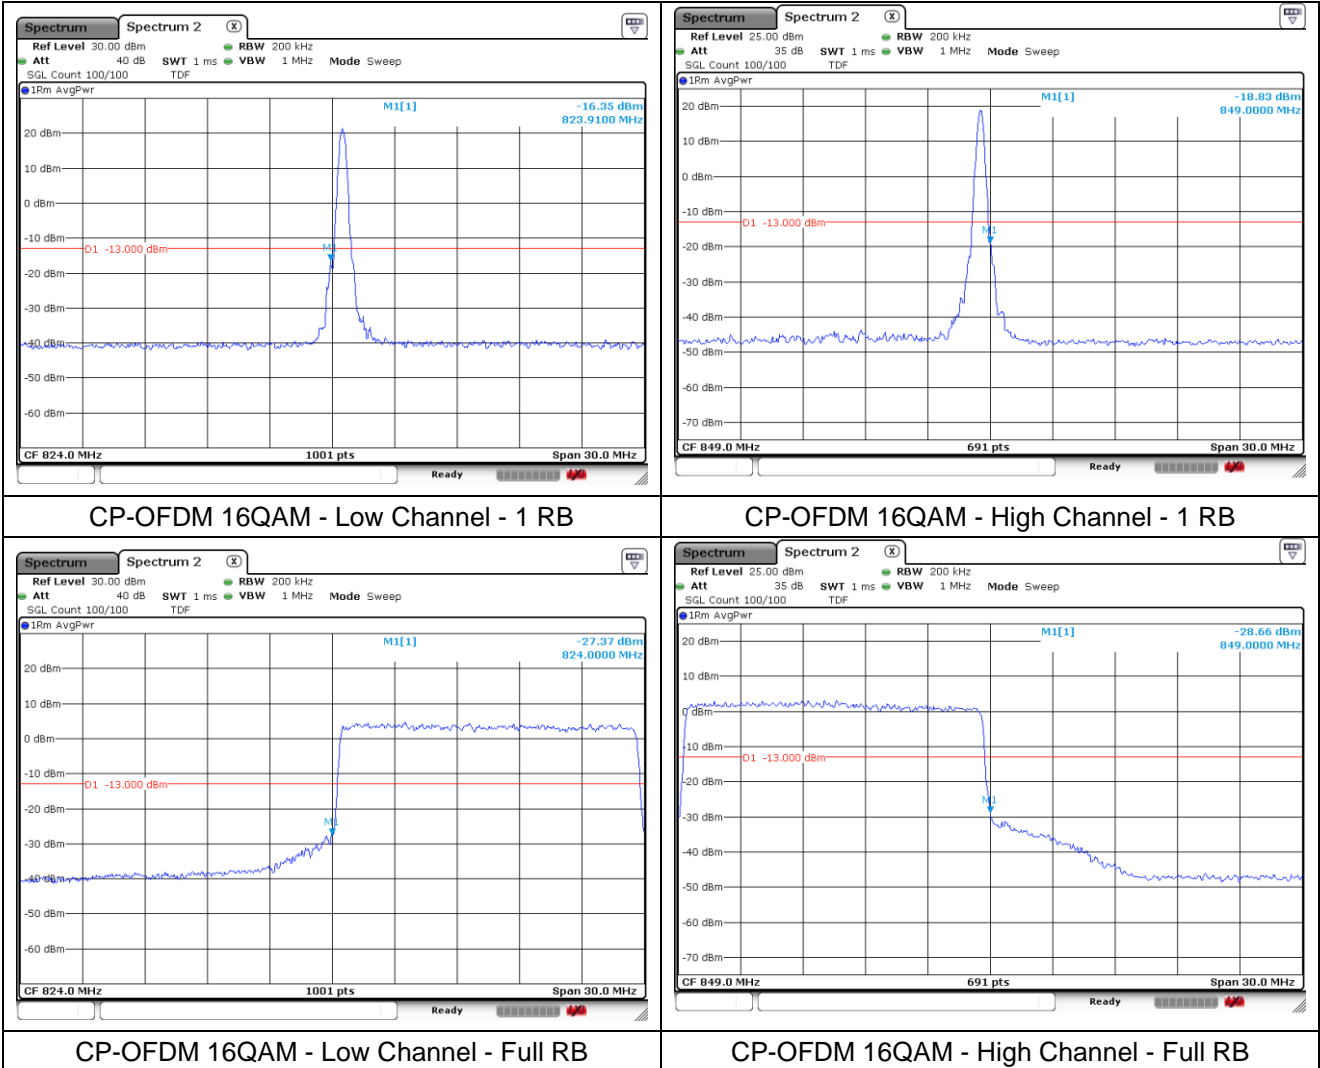 Spectrum
Spectrum 2
X
Ref Level 30.00 dBm
RBW 200 kHz
Att 40 dB SWT 1 ms VBW 1 MHz Mode Sweep
SGL Count 100/100 TDF
1Rm AvgPwr
M1[1] -16.35 dBm
823.9100 MHz
20 dBm
10 dBm
0 dBm
-10 dBm
D1 -13.000 dBm
M1
-20 dBm
-30 dBm
-40 dBm
-50 dBm
-60 dBm
CF 824.0 MHz 1001 pts Span 30.0 MHz
Ready
CP-OFDM 16QAM - Low Channel - 1 RB
Spectrum
Spectrum 2
X
Ref Level 25.00 dBm
RBW 200 kHz
Att 35 dB SWT 1 ms VBW 1 MHz Mode Sweep
SGL Count 100/100 TDF
1Rm AvgPwr
M1[1] -18.83 dBm
849.0000 MHz
20 dBm
10 dBm
0 dBm
-10 dBm
D1 -13.000 dBm
M1
-20 dBm
-30 dBm
-40 dBm
-50 dBm
-60 dBm
-70 dBm
CF 849.0 MHz 691 pts Span 30.0 MHz
Ready
CP-OFDM 16QAM - High Channel - 1 RB
Spectrum
Spectrum 2
X
Ref Level 30.00 dBm
RBW 200 kHz
Att 40 dB SWT 1 ms VBW 1 MHz Mode Sweep
SGL Count 100/100 TDF
1Rm AvgPwr
M1[1] -27.37 dBm
824.0000 MHz
20 dBm
10 dBm
0 dBm
-10 dBm
D1 -13.000 dBm
-20 dBm
M1
-30 dBm
-40 dBm
-50 dBm
-60 dBm
CF 824.0 MHz 1001 pts Span 30.0 MHz
Ready
CP-OFDM 16QAM - Low Channel - Full RB
Spectrum
Spectrum 2
X
Ref Level 25.00 dBm
RBW 200 kHz
Att 35 dB SWT 1 ms VBW 1 MHz Mode Sweep
SGL Count 100/100 TDF
1Rm AvgPwr
M1[1] -28.66 dBm
849.0000 MHz
20 dBm
10 dBm
0 dBm
-10 dBm
D1 -13.000 dBm
-20 dBm
M1
-30 dBm
-40 dBm
-50 dBm
-60 dBm
-70 dBm
CF 849.0 MHz 691 pts Span 30.0 MHz
Ready
CP-OFDM 16QAM - High Channel - Full RB